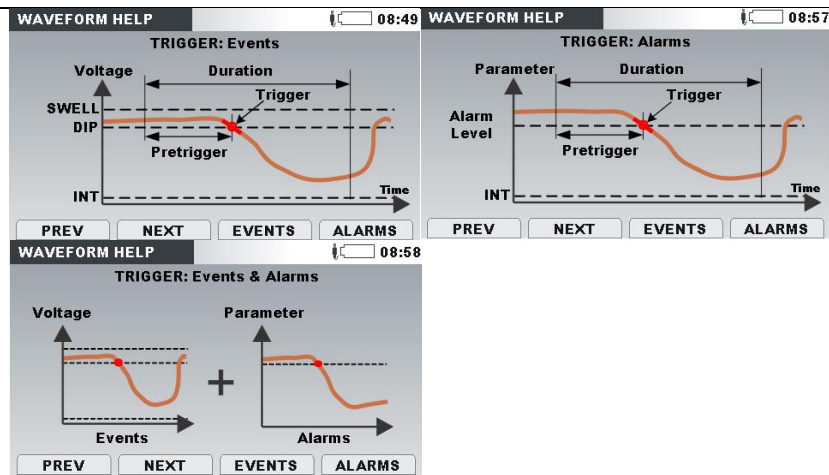 WAVEFORM HELP 08:49
TRIGGER: Events
Voltage
Duration
Trigger
SWELL
DIP
Pretrigger
INT
Time
PREV NEXT EVENTS ALARMS
WAVEFORM HELP 08:57
TRIGGER: Alarms
Parameter
Duration
Trigger
Alarm
Level
Pretrigger
INT
Time
PREV NEXT EVENTS ALARMS
WAVEFORM HELP 08:58
TRIGGER: Events & Alarms
Voltage
Parameter
+
Events
Alarms
PREV NEXT EVENTS ALARMS